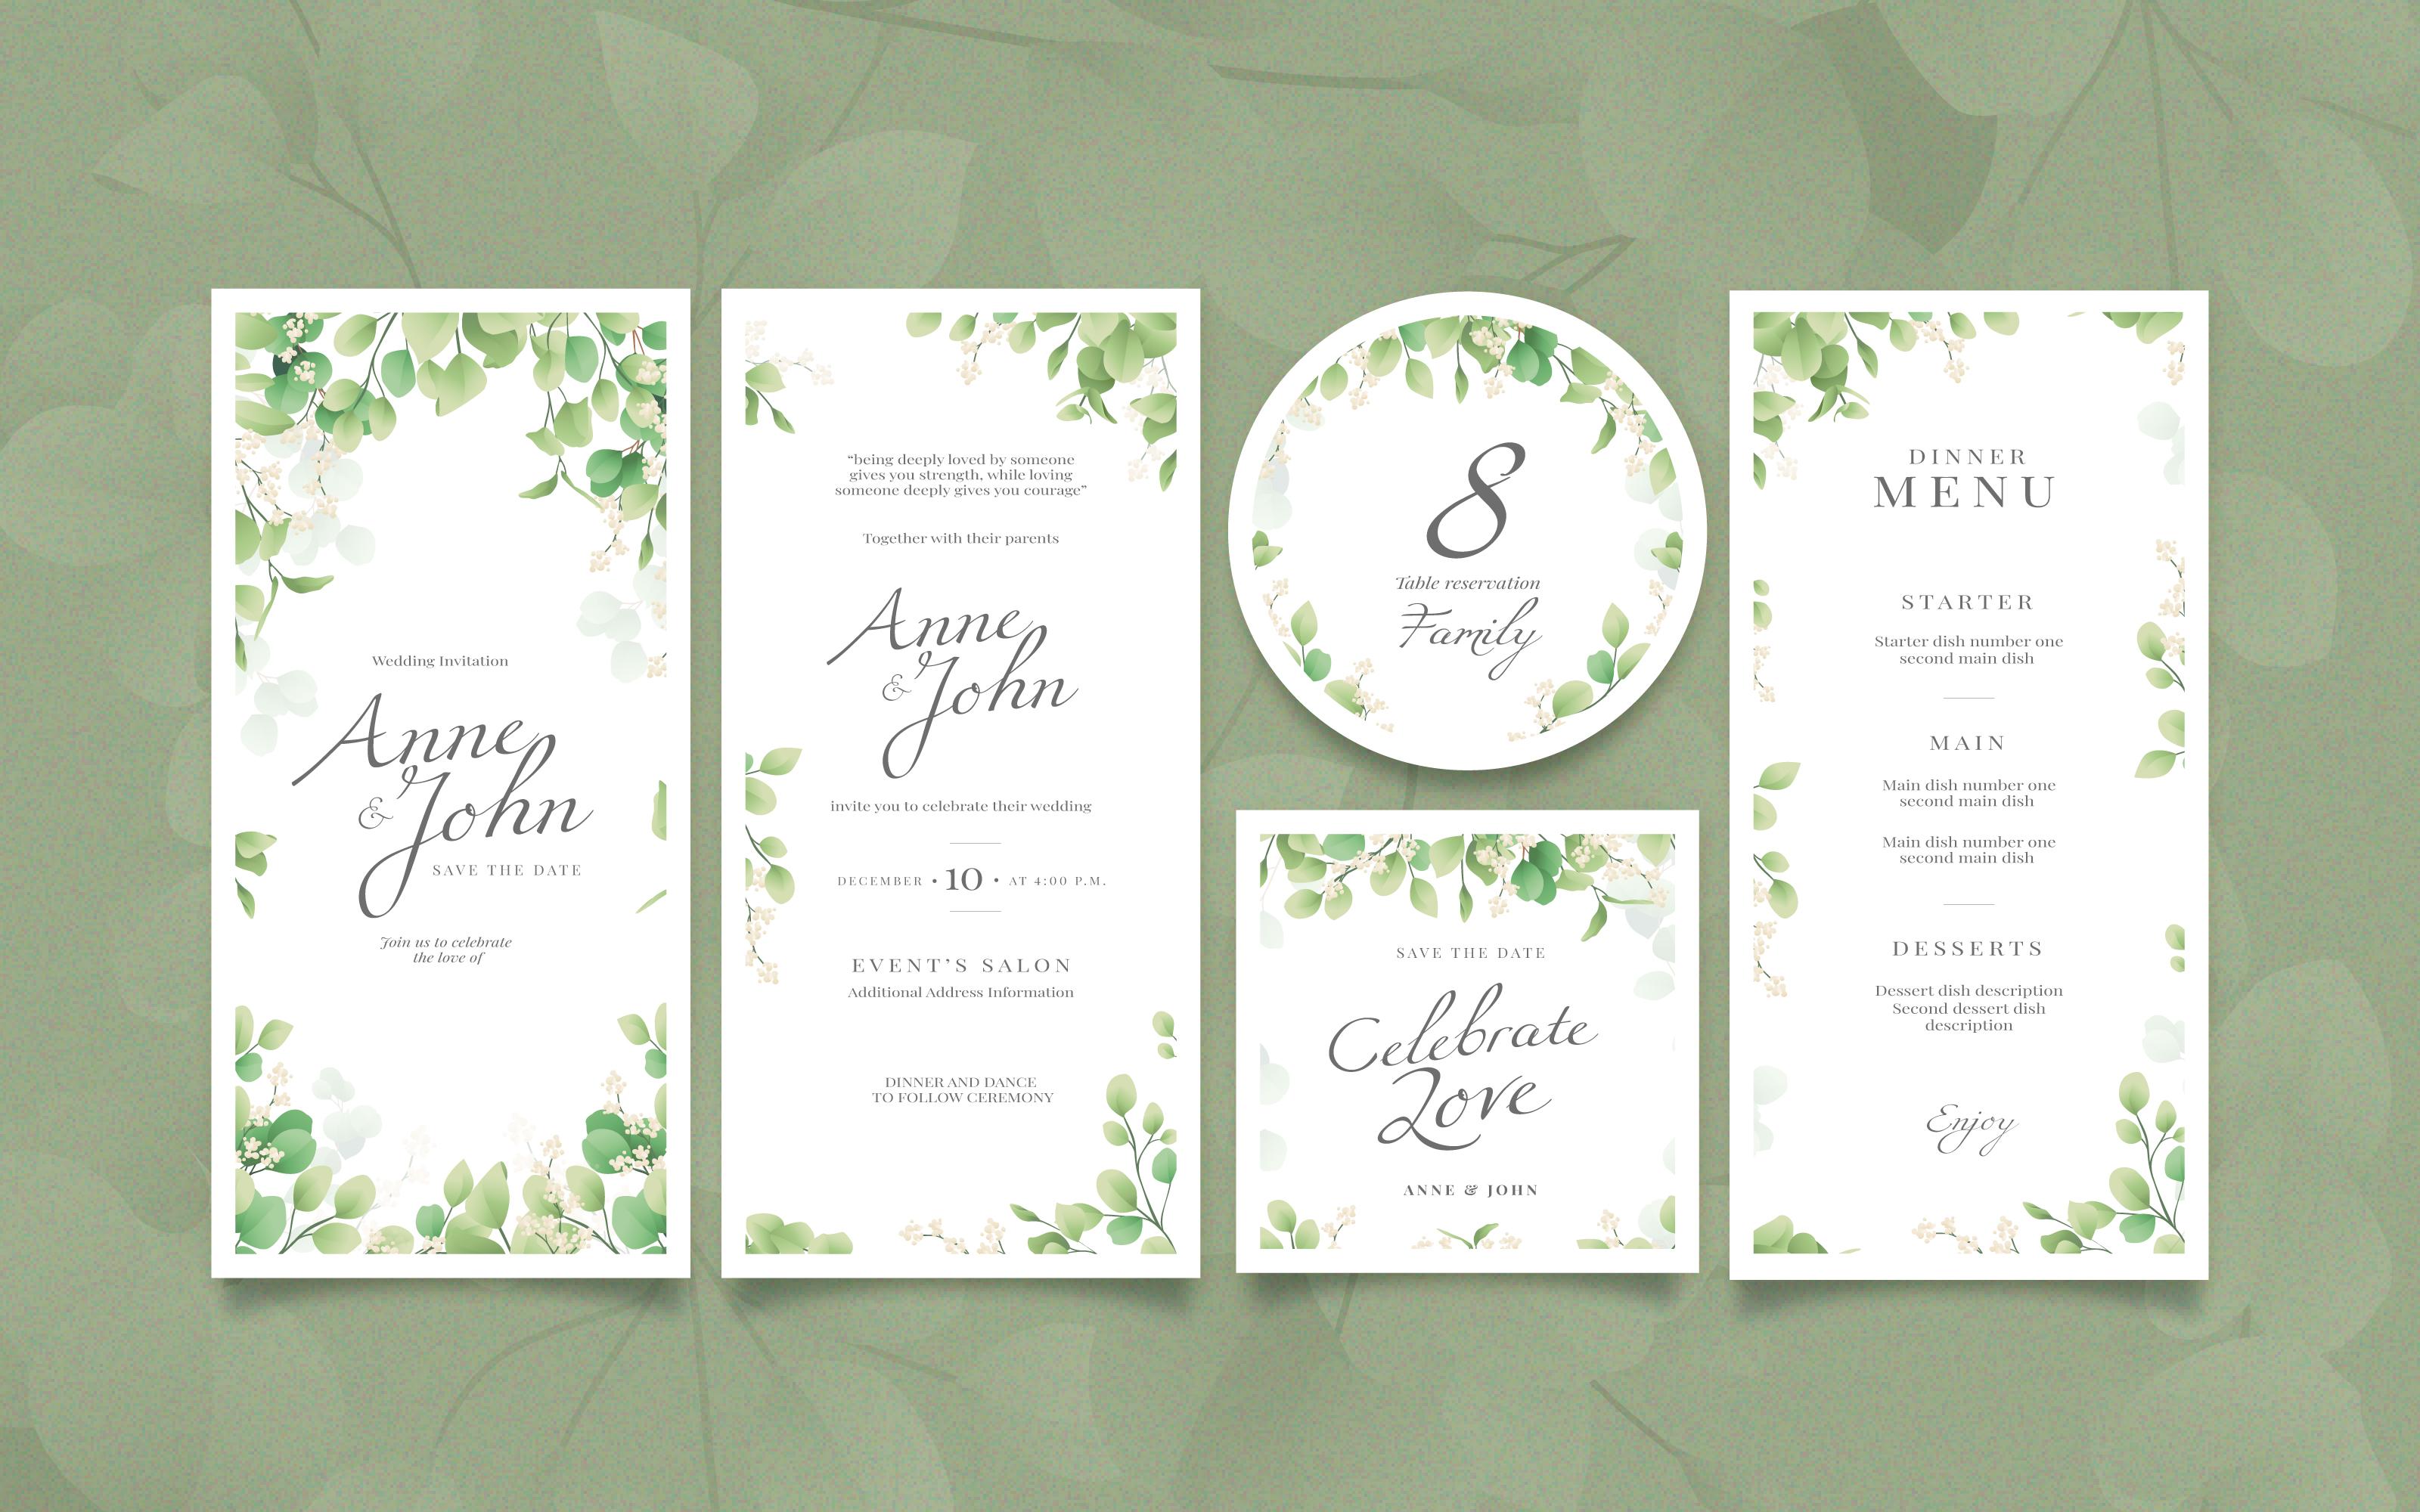 Wedding Invitation
Anne
& John
SAVE THE DATE
Join us to celebrate
the love of
“being deeply loved by someone
gives you strength, while loving
someone deeply gives you courage”
Together with their parents
Anne
& John
invite you to celebrate their wedding
DECEMBER • 10 • AT 4:00 P.M.
EVENT’S SALON
Additional Address Information
DINNER AND DANCE
TO FOLLOW CEREMONY
8
Table reservation
Family
SAVE THE DATE
Celebrate
Love
ANNE & JOHN
DINNER
MENU
STARTER
Starter dish number one
second main dish
MAIN
Main dish number one
second main dish
Main dish number one
second main dish
DESSERTS
Dessert dish description
Second dessert dish
description
Enjoy